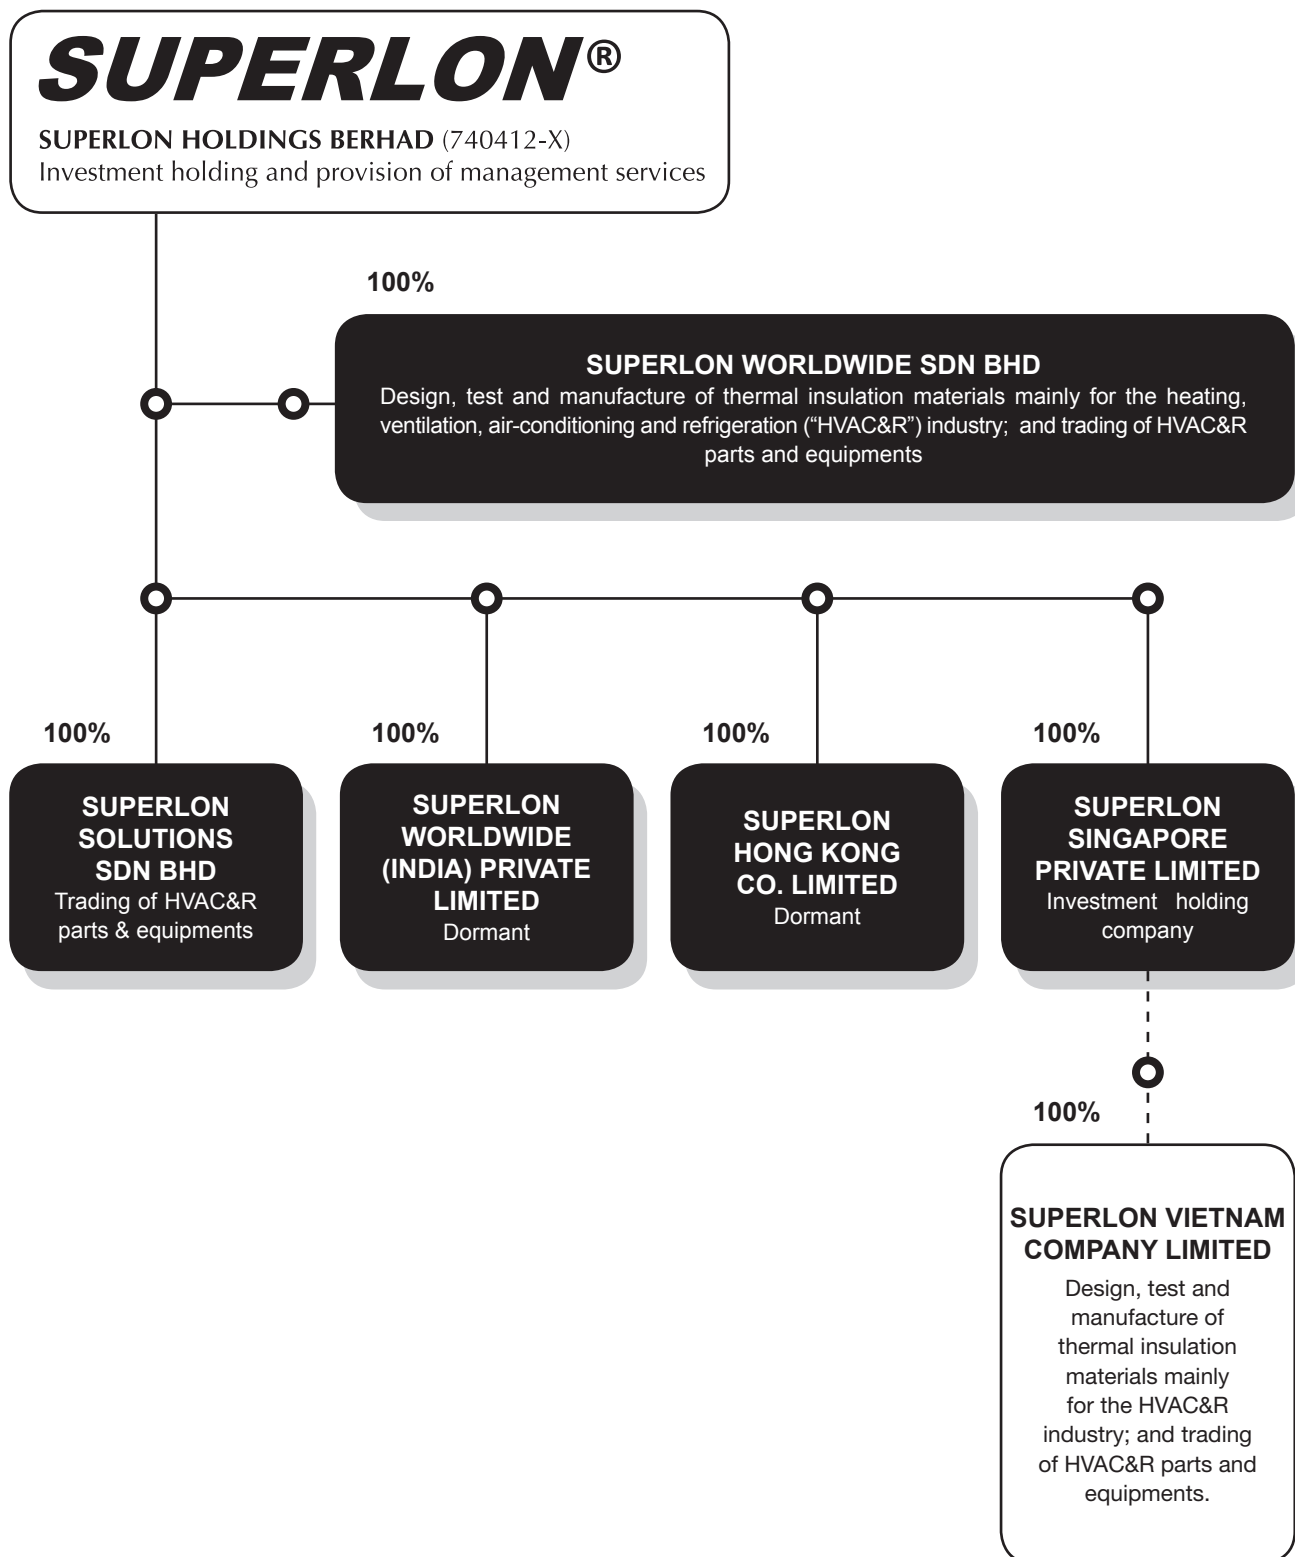 SUPERLON®
SUPERLON HOLDINGS BERHAD (740412-X)
Investment holding and provision of management services
100%
SUPERLON WORLDWIDE SDN BHD
Design, test and manufacture of thermal insulation materials mainly for the heating,
ventilation, air-conditioning and refrigeration (“HVAC&R”) industry; and trading of HVAC&R
parts and equipments
100%
SUPERLON
SOLUTIONS
SDN BHD
Trading of HVAC&R
parts & equipments
100%
SUPERLON
WORLDWIDE
(INDIA) PRIVATE
LIMITED
Dormant
100%
SUPERLON
HONG KONG
CO. LIMITED
Dormant
100%
SUPERLON
SINGAPORE
PRIVATE LIMITED
Investment holding
company
100%
SUPERLON VIETNAM
COMPANY LIMITED
Design, test and
manufacture of
thermal insulation
materials mainly
for the HVAC&R
industry; and trading
of HVAC&R parts and
equipments.